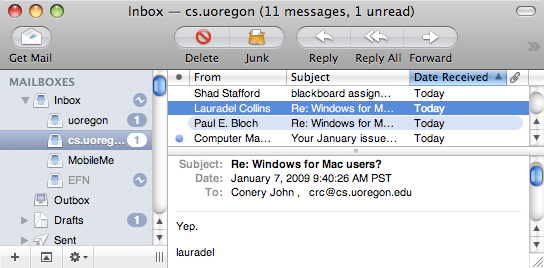 Inbox — cs.uoregon (11 messages, 1 unread)
Get Mail Delete Junk Reply Reply All Forward
MAILBOXES
Inbox
uoregon 1
cs.uoreg... 1
MobileMe
EFN
Outbox
Drafts 1
Sent
From Subject Date Received
Shad Stafford blackboard assign... Today
Lauradel Collins Re: Windows for M... Today
Paul E. Bloch Re: Windows for M... Today
Computer Ma... Your January issue... Today
Subject: Re: Windows for Mac users?
Date: January 7, 2009 9:40:26 AM PST
To: Conery John , crc@cs.uoregon.edu
Yep.
lauradel